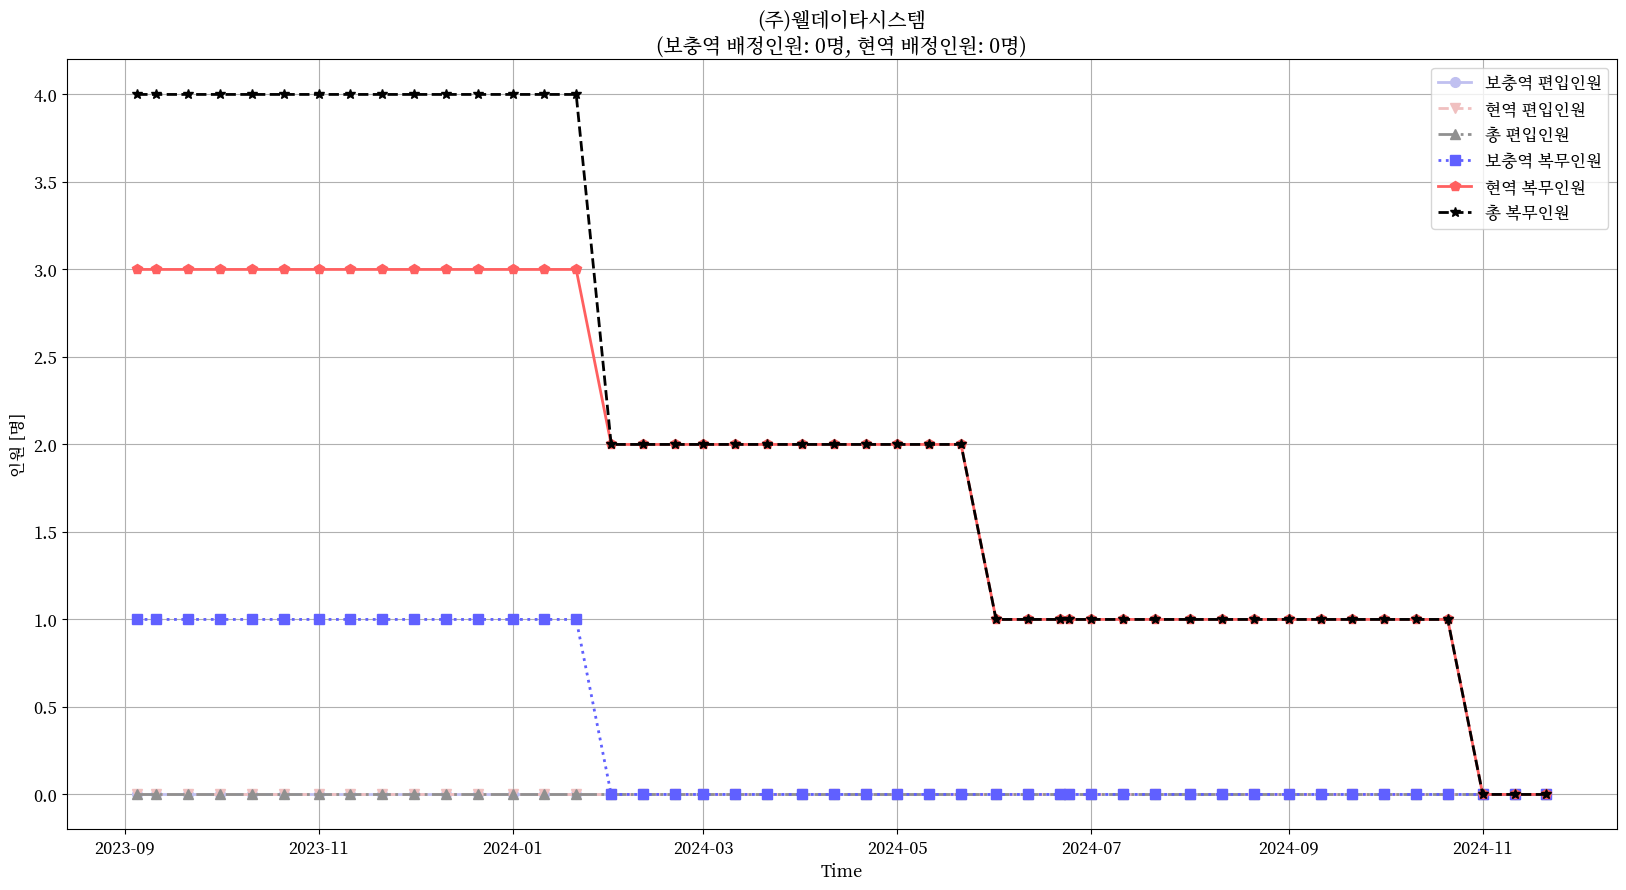 (주)웰데이타시스템
(보충역 배정인원: 0명, 현역 배정인원: 0명)
보충역 편입인원
현역 편입인원
총 편입인원
보충역 복무인원
현역 복무인원
총 복무인원
인원 [명]
4.0
3.5
3.0
2.5
2.0
1.5
1.0
0.5
0.0
2023-09 2023-11 2024-01 2024-03 2024-05 2024-07 2024-09 2024-11
Time